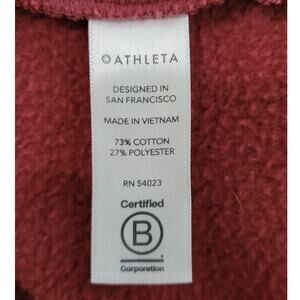 ATHLETA
DESIGNED IN
SAN FRANCISCO
MADE IN VIETNAM
73% COTTON
27% POLYESTER
RN 54023
Certified
B
Corporation